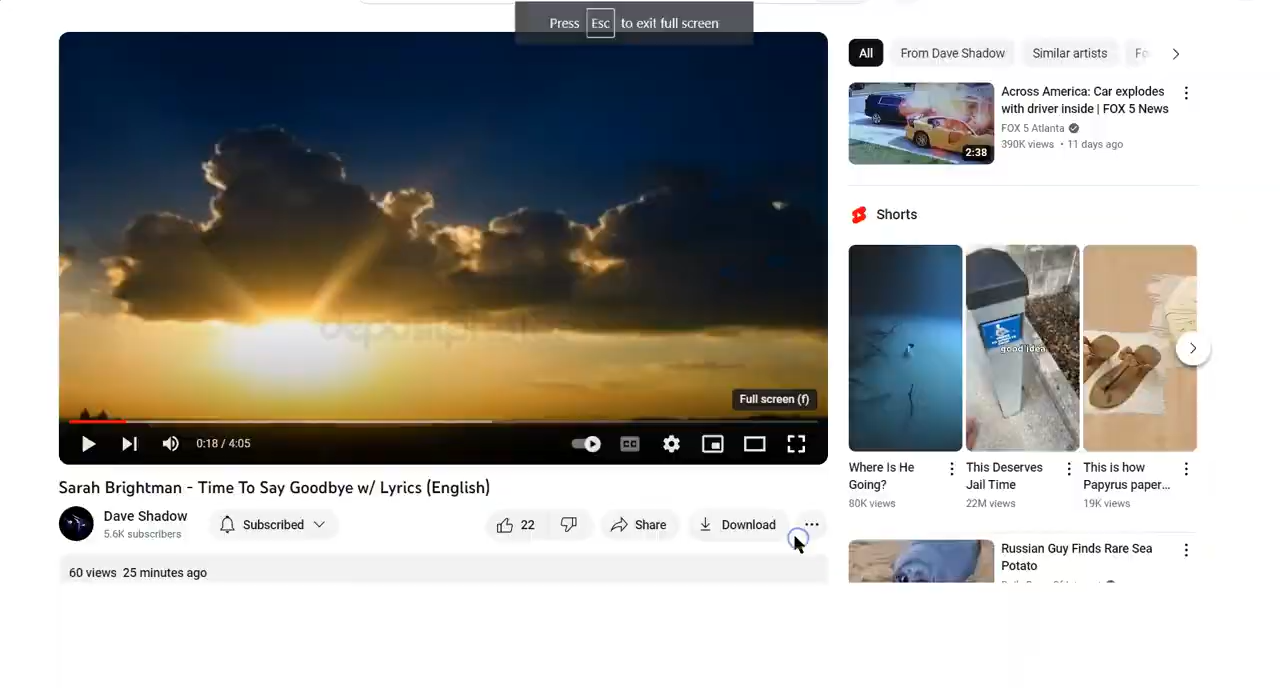 Press Esc to exit full screen
All From Dave Shadow Similar artists
Across America: Car explodes
with driver inside | FOX 5 News
FOX 5 Atlanta
390K views • 11 days ago
2:38
Shorts
good idea
Full screen (f)
0:18 / 4:05
CC
Where Is He
Going?
80K views
This Deserves
Jail Time
22M views
This is how
Papyrus paper...
19K views
Sarah Brightman - Time To Say Goodbye w/ Lyrics (English)
Dave Shadow
5.6K subscribers
Subscribed
22
Share
Download
60 views 25 minutes ago
Russian Guy Finds Rare Sea
Potato